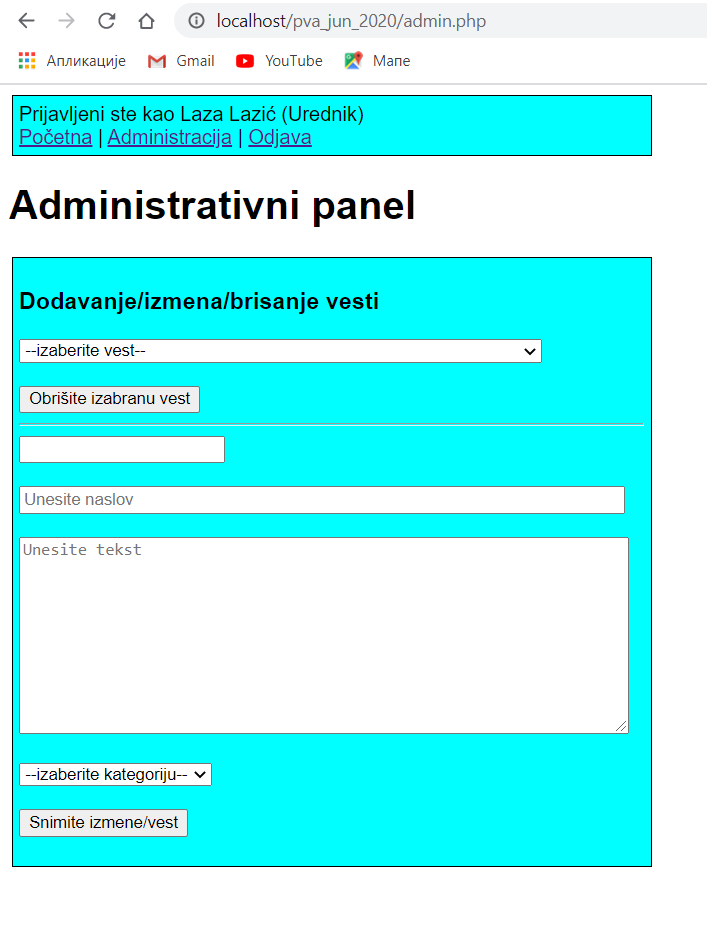 localhost/pva_jun_2020/admin.php
Апликације Gmail YouTube Мапе
Prijavljeni ste kao Laza Lazić (Urednik)
Početna | Administracija | Odjava
Administrativni panel
Dodavanje/izmena/brisanje vesti
--izaberite vest--
Obrišite izabranu vest
Unesite naslov
Unesite tekst
--izaberite kategoriju--
Snimite izmene/vest